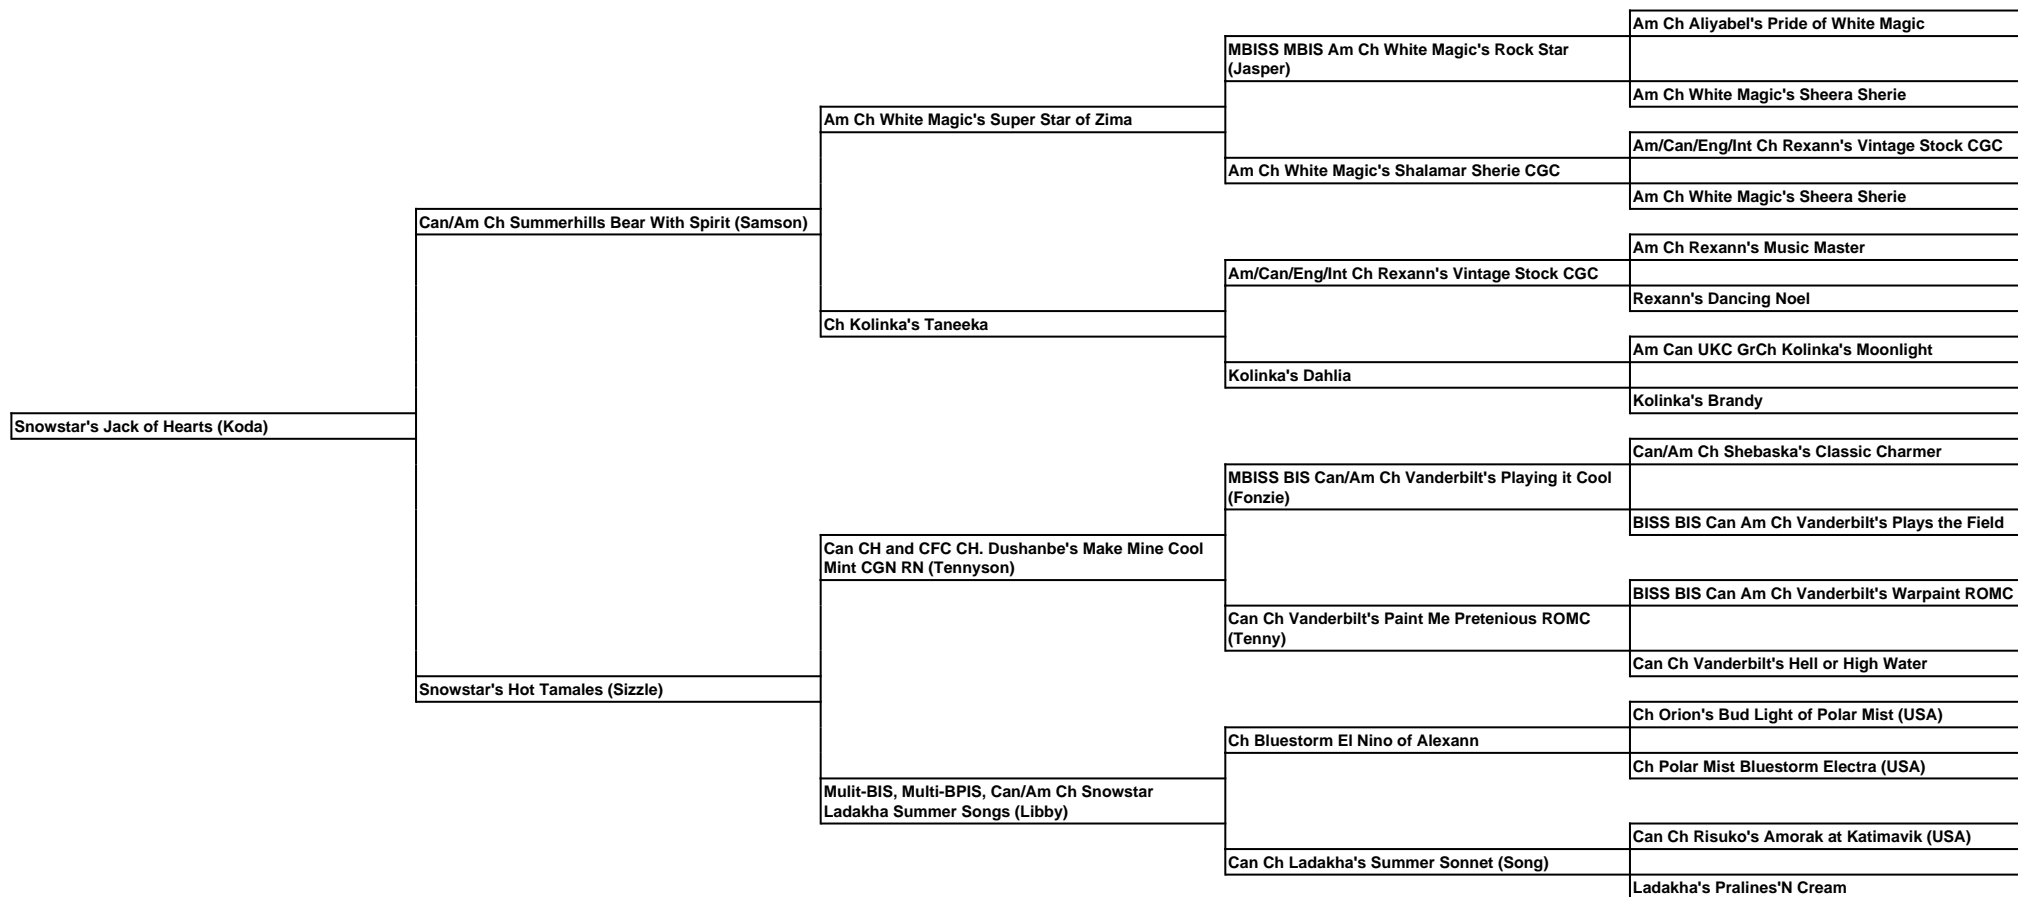 Am Ch Aliyabel's Pride of White Magic
MBISS MBIS Am Ch White Magic's Rock Star
(Jasper)
Am Ch White Magic's Sheera Sherie
Am Ch White Magic's Super Star of Zima
Am/Can/Eng/Int Ch Rexann's Vintage Stock CGC
Am Ch White Magic's Shalamar Sherie CGC
Am Ch White Magic's Sheera Sherie
Can/Am Ch Summerhills Bear With Spirit (Samson)
Am Ch Rexann's Music Master
Am/Can/Eng/Int Ch Rexann's Vintage Stock CGC
Rexann's Dancing Noel
Ch Kolinka's Taneeka
Am Can UKC GrCh Kolinka's Moonlight
Kolinka's Dahlia
Kolinka's Brandy
Snowstar's Jack of Hearts (Koda)
Can/Am Ch Shebaska's Classic Charmer
MBISS BIS Can/Am Ch Vanderbilt's Playing it Cool
(Fonzie)
BISS BIS Can Am Ch Vanderbilt's Plays the Field
Can CH and CFC CH. Dushanbe's Make Mine Cool
Mint CGN RN (Tennyson)
BISS BIS Can Am Ch Vanderbilt's Warpaint ROMC
Can Ch Vanderbilt's Paint Me Pretenious ROMC
(Tenny)
Can Ch Vanderbilt's Hell or High Water
Snowstar's Hot Tamales (Sizzle)
Ch Orion's Bud Light of Polar Mist (USA)
Ch Bluestorm El Nino of Alexann
Ch Polar Mist Bluestorm Electra (USA)
Mulit-BIS, Multi-BPIS, Can/Am Ch Snowstar
Ladakha Summer Songs (Libby)
Can Ch Risuko's Amorak at Katimavik (USA)
Can Ch Ladakha's Summer Sonnet (Song)
Ladakha's Pralines'N Cream